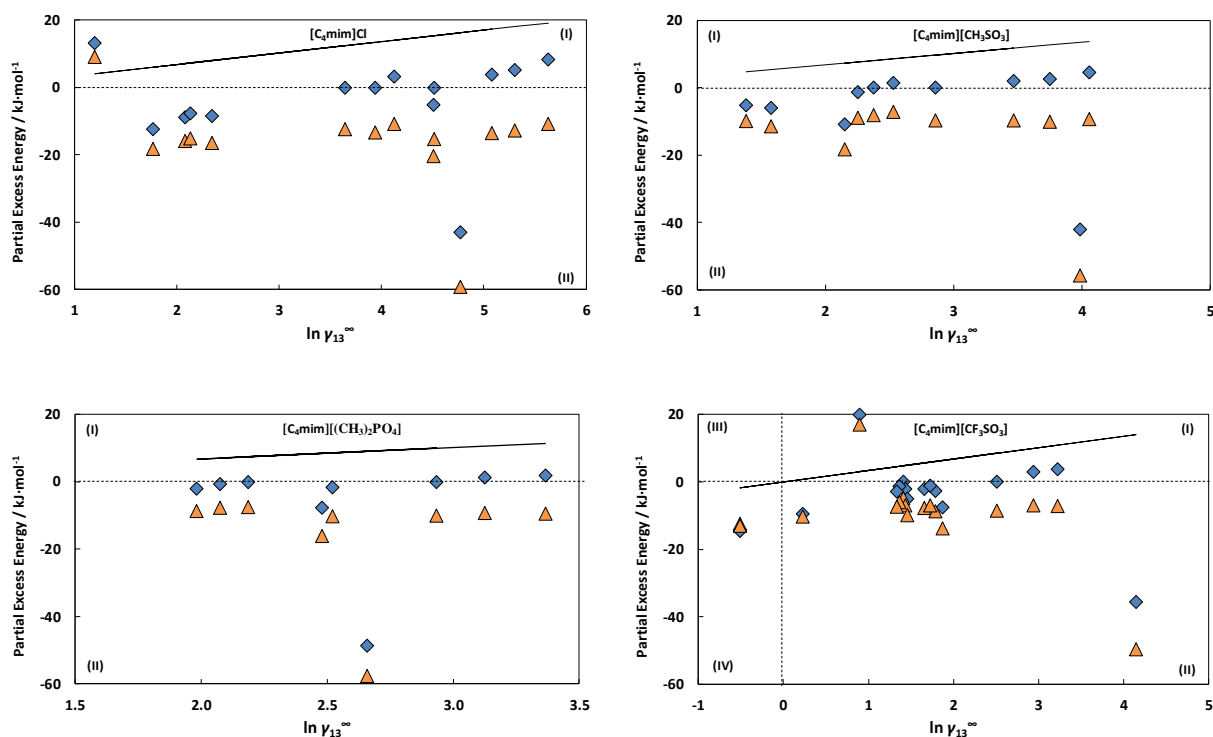 20
[C₄mim]Cl
(I)
0
-20
-40
-60
(II)
1
2
3
4
5
6
Partial Excess Energy / kJ·mol⁻¹
ln γ₁₃^∞
20
(I)
[C₄mim][CH₃SO₃]
0
-20
-40
-60
(II)
1
2
3
4
5
Partial Excess Energy / kJ·mol⁻¹
ln γ₁₃^∞
20
(I)
[C₄mim][(CH₃)₂PO₄]
0
-20
-40
-60
(II)
1.5
2.0
2.5
3.0
3.5
Partial Excess Energy / kJ·mol⁻¹
ln γ₁₃^∞
20
(III)
[C₄mim][CF₃SO₃]
(I)
0
-20
-40
-60
(IV)
(II)
-1
0
1
2
3
4
5
Partial Excess Energy / kJ·mol⁻¹
ln γ₁₃^∞